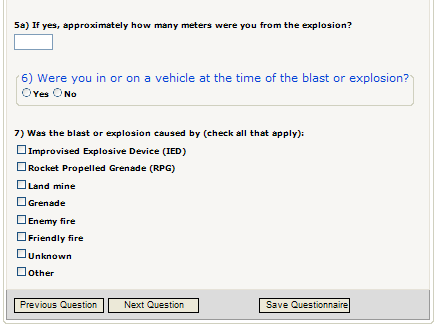 5a) If yes, approximately how many meters were you from the explosion?
6) Were you in or on a vehicle at the time of the blast or explosion?
Yes No
7) Was the blast or explosion caused by (check all that apply):
Improvised Explosive Device (IED)
Rocket Propelled Grenade (RPG)
Land mine
Grenade
Enemy fire
Friendly fire
Unknown
Other
Previous Question Next Question Save Questionnaire